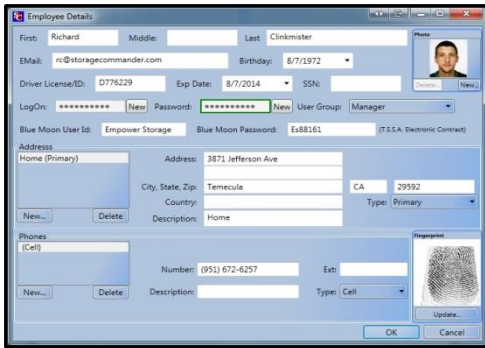 Employee Details
First: Richard Middle: Last Clinkmister
Photo
EMail: rc@storagecommander.com Birthday: 8/7/1972
Driver License/ID: D776229 Exp Date: 8/7/2014 SSN:
Delete... New...
LogOn: ********** New Password: ********** New User Group: Manager
Blue Moon User Id: Empower Storage Blue Moon Password: Es88161 (T.S.S.A. Electronic Contract)
Addresss
Home (Primary) Address: 3871 Jefferson Ave
City, State, Zip: Temecula CA 29592
Country: Type: Primary
New... Delete Description: Home
Phones Fingerprint
(Cell)
Number: (951) 672-6257 Ext:
New... Delete Description: Type: Cell
Update...
OK Cancel